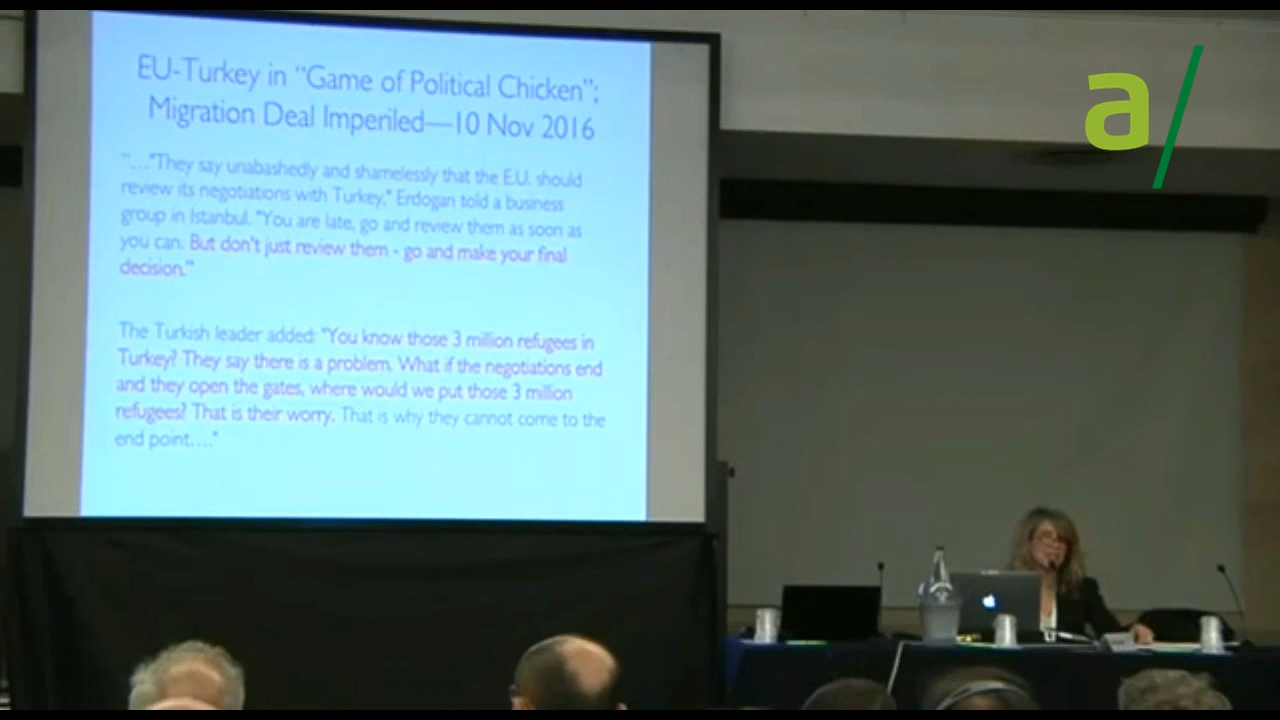 EU-Turkey in "Game of Political Chicken";
Migration Deal Imperiled—10 Nov 2016
"…"They say unabashedly and shamelessly that the E.U. should
review its negotiations with Turkey," Erdogan told a business
group in Istanbul. "You are late, go and review them as soon as
you can. But don't just review them - go and make your final
decision."
The Turkish leader added: "You know those 3 million refugees in
Turkey? They say there is a problem. What if the negotiations end
and they open the gates, where would we put those 3 million
refugees? That is their worry. That is why they cannot come to the
end point…."
a/